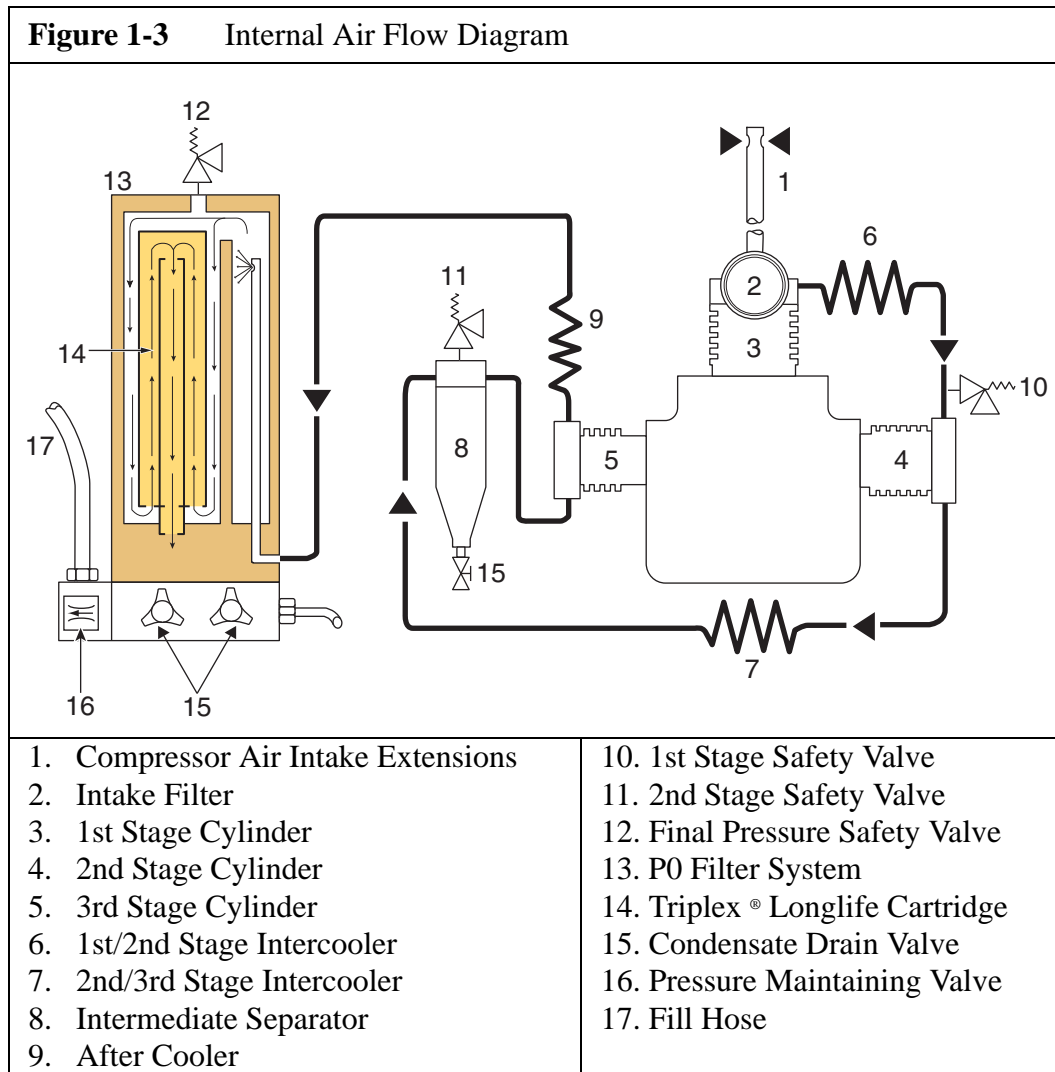 Figure 1-3 Internal Air Flow Diagram
12
13
1
6
11
2
9
14
3
10
17
8
5
4
15
7
16
15
1. Compressor Air Intake Extensions
2. Intake Filter
3. 1st Stage Cylinder
4. 2nd Stage Cylinder
5. 3rd Stage Cylinder
6. 1st/2nd Stage Intercooler
7. 2nd/3rd Stage Intercooler
8. Intermediate Separator
9. After Cooler
10. 1st Stage Safety Valve
11. 2nd Stage Safety Valve
12. Final Pressure Safety Valve
13. P0 Filter System
14. Triplex ® Longlife Cartridge
15. Condensate Drain Valve
16. Pressure Maintaining Valve
17. Fill Hose